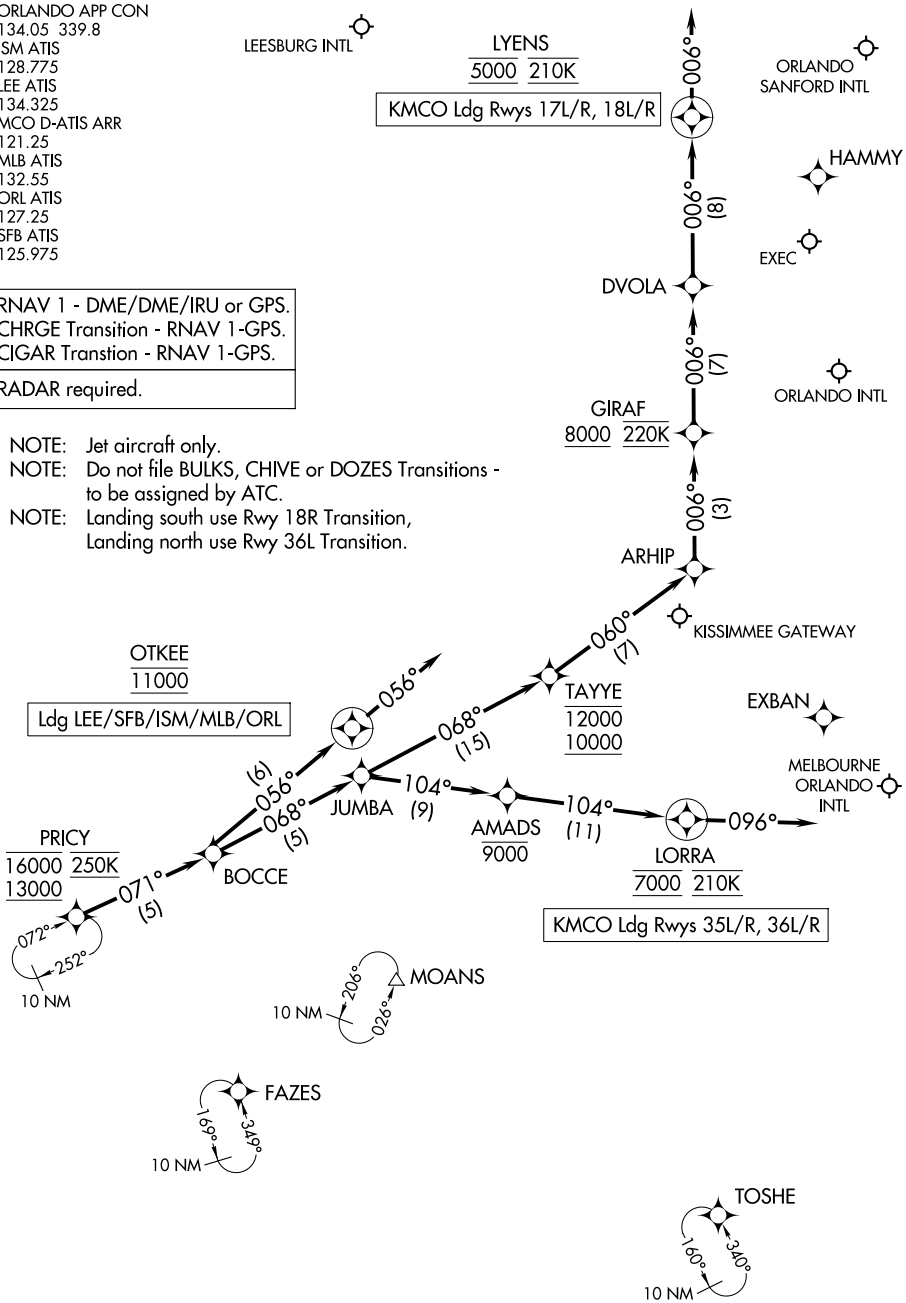 ORLANDO APP CON
134.05 339.8
ISM ATIS
128.775
LEE ATIS
134.325
MCO D-ATIS ARR
121.25
MLB ATIS
132.55
ORL ATIS
127.25
SFB ATIS
125.975
RNAV 1 - DME/DME/IRU or GPS.
CHRGE Transition - RNAV 1-GPS.
CIGAR Transtion - RNAV 1-GPS.
RADAR required.
NOTE: Jet aircraft only.
NOTE: Do not file BULKS, CHIVE or DOZES Transitions -
to be assigned by ATC.
NOTE: Landing south use Rwy 18R Transition,
Landing north use Rwy 36L Transition.
LEESBURG INTL
LYENS
5000 210K
KMCO Ldg Rwys 17L/R, 18L/R
006°
ORLANDO
SANFORD INTL
HAMMY
006°
(8)
EXEC
DVOLA
006°
(7)
ORLANDO INTL
GIRAF
8000 220K
006°
(3)
ARHIP
KISSIMMEE GATEWAY
060°
(7)
TAYYE
12000
10000
EXBAN
MELBOURNE
ORLANDO
INTL
OTKEE
11000
Ldg LEE/SFB/ISM/MLB/ORL
056°
068°
(15)
(6)
056°
068°
(5)
JUMBA
104°
(9)
AMADS
9000
104°
(11)
096°
LORRA
7000 210K
KMCO Ldg Rwys 35L/R, 36L/R
PRICY
16000 250K
13000
071°
(5)
BOCCE
072°
252°
10 NM
MOANS
206°
026°
10 NM
FAZES
169°
349°
10 NM
TOSHE
160°
340°
10 NM